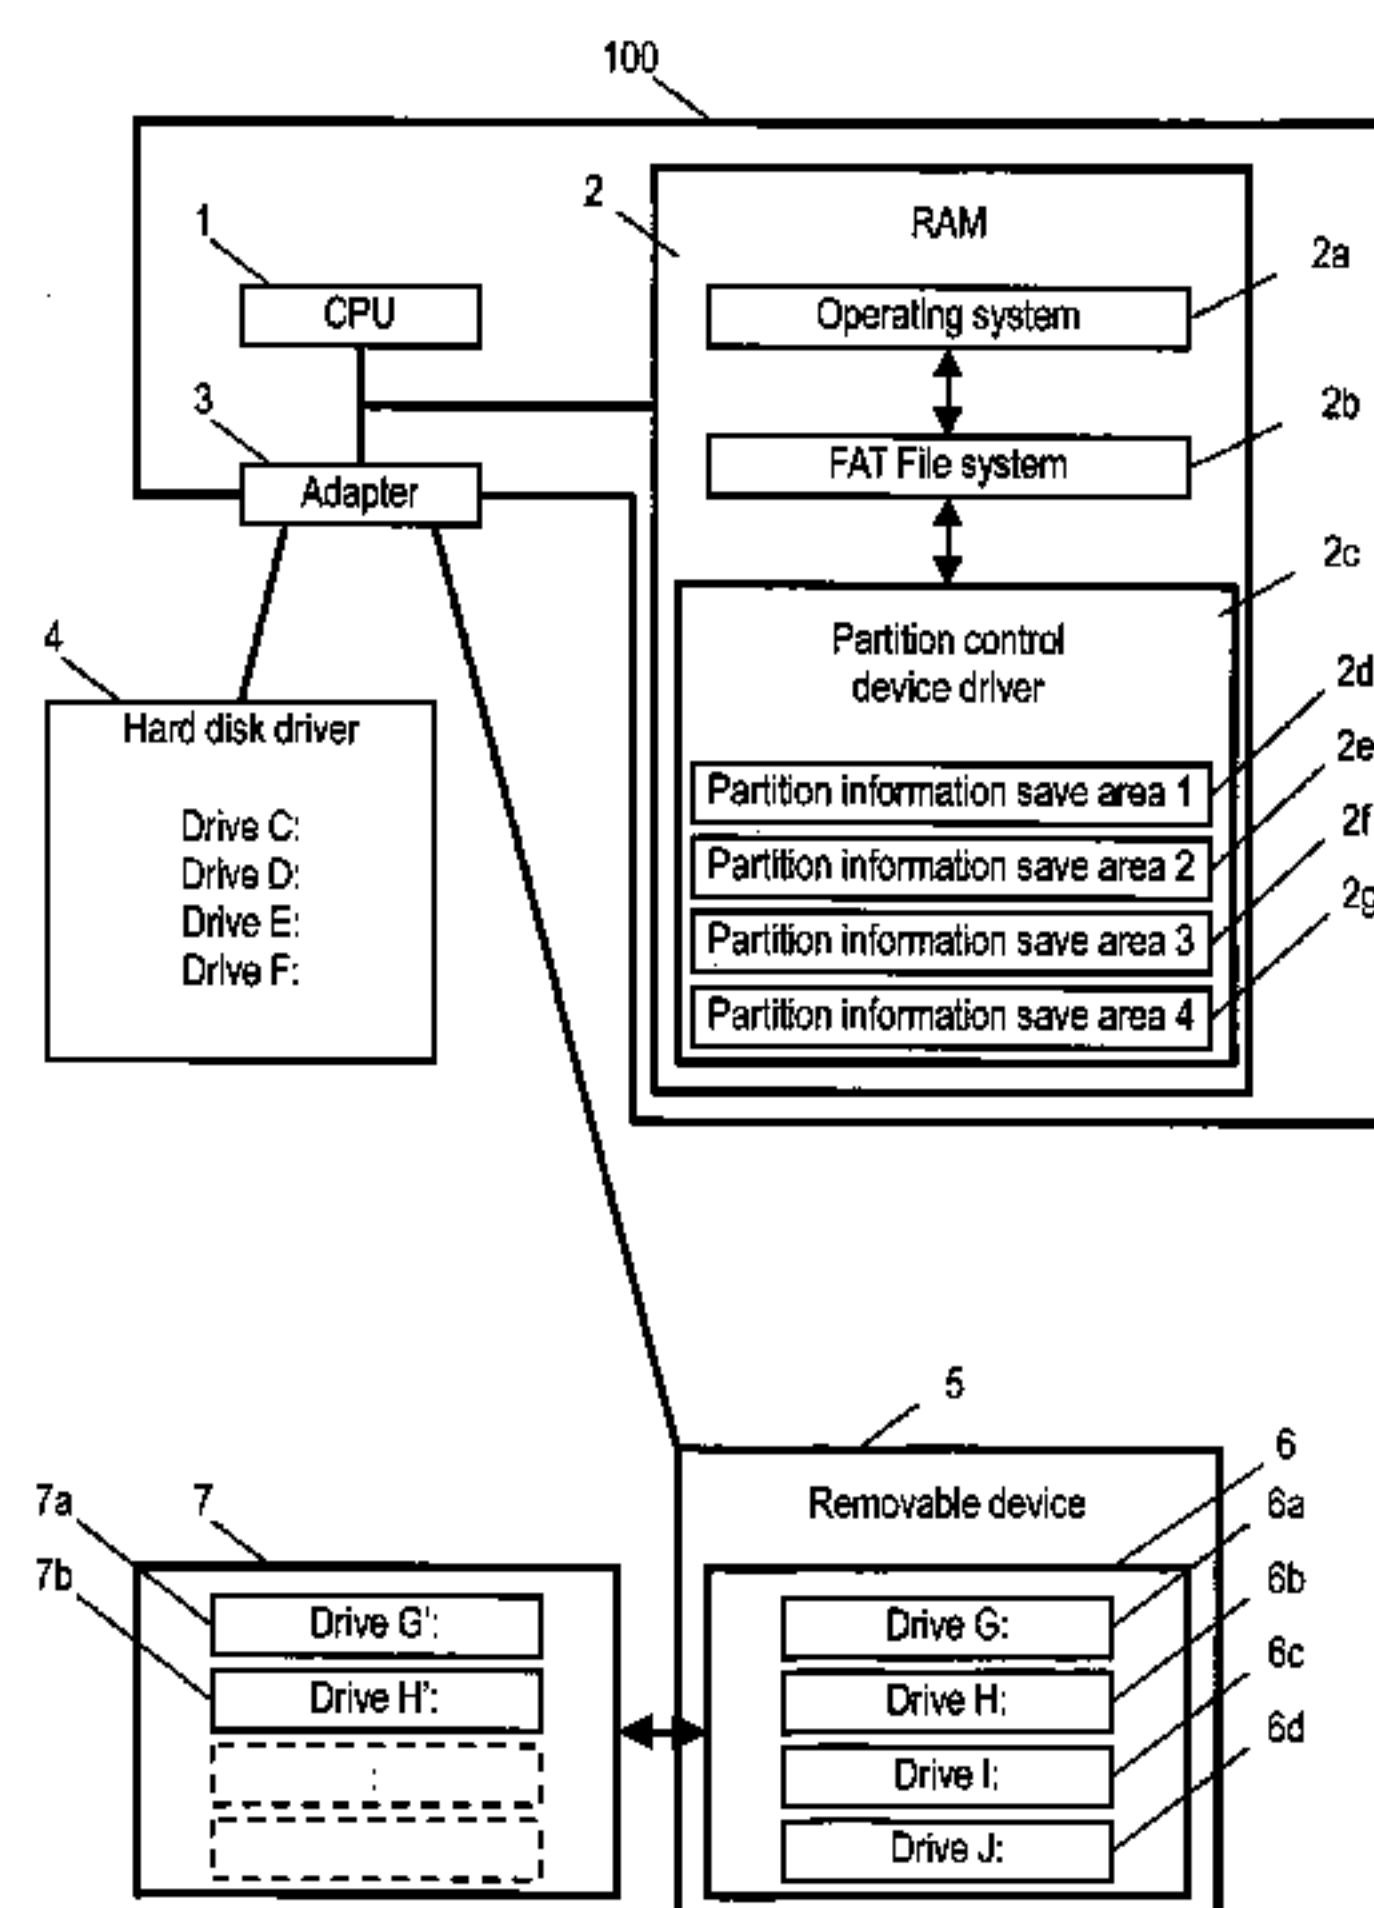 100
1
2
RAM
2a
CPU
Operating system
3
2b
Adapter
FAT File system
2c
4
Partition control
device driver
2d
Hard disk driver
2e
Partition information save area 1
Drive C:
2f
Partition information save area 2
Drive D:
2g
Drive E:
Partition information save area 3
Drive F:
Partition information save area 4
5
6
7a
7
Removable device
6a
7b
6b
Drive G':
Drive G:
6c
Drive H':
Drive H:
6d
:
Drive I:
Drive J: